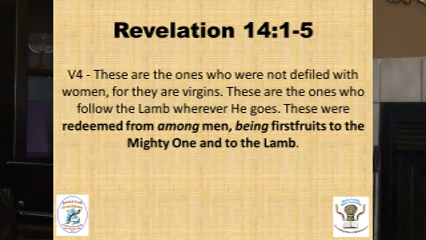 Revelation 14:1-5
V4 - These are the ones who were not defiled with
women, for they are virgins. These are the ones who
follow the Lamb wherever He goes. These were
redeemed from among men, being firstfruits to the
Mighty One and to the Lamb.